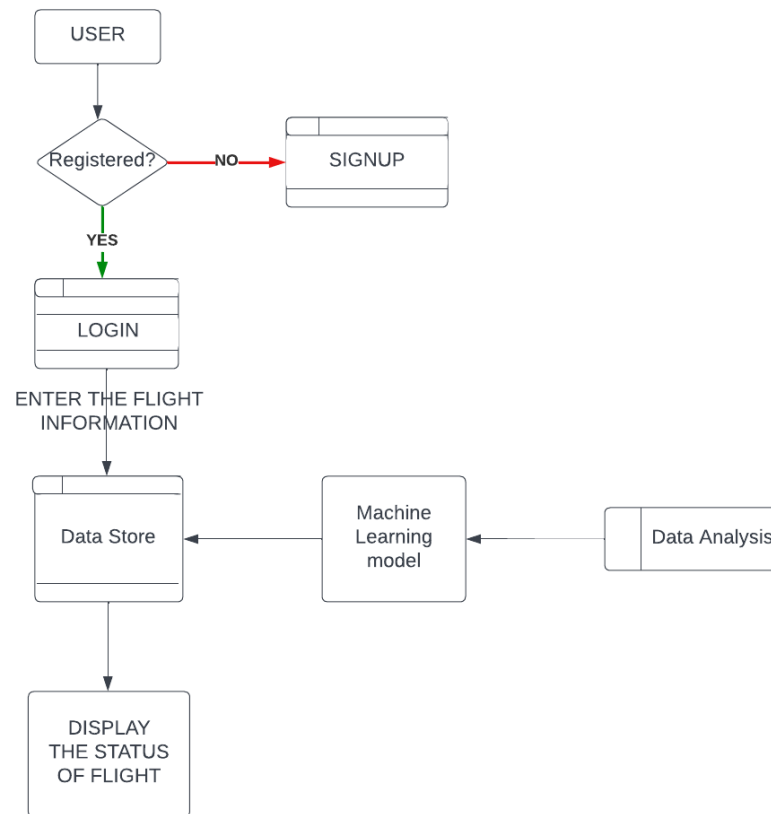 USER
Registered?
NO
SIGNUP
YES
LOGIN
ENTER THE FLIGHT
INFORMATION
Data Store
Machine
Learning
model
Data Analysis
DISPLAY
THE STATUS
OF FLIGHT